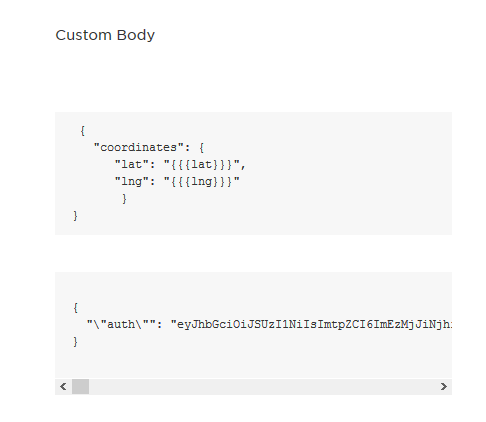 Custom Body
{
"coordinates": {
"lat": "{{{lat}}}",
"lng": "{{{lng}}}"
}
}
{
"\"auth\"": "eyJhbGciOiJSUzI1NiIsImtpZCI6ImEzMjJiNjh
}